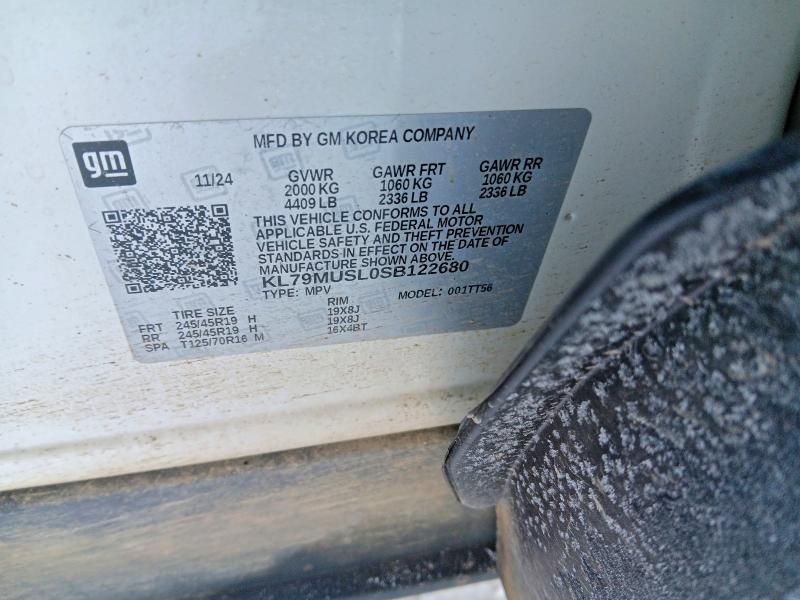 MFD BY GM KOREA COMPANY
gm
11/24
GVWR
2000 KG
4409 LB
GAWR FRT
1060 KG
2336 LB
GAWR RR
1060 KG
2336 LB
THIS VEHICLE CONFORMS TO ALL
APPLICABLE U.S. FEDERAL MOTOR
VEHICLE SAFETY AND THEFT PREVENTION
STANDARDS IN EFFECT ON THE DATE OF
MANUFACTURE SHOWN ABOVE.
KL79MUSL0SB122680
TYPE: MPV MODEL: 001TT56
TIRE SIZE RIM
FRT 245/45R19 H 19X8J
RR 245/45R19 H 19X8J
SPA T125/70R16 M 16X4BT